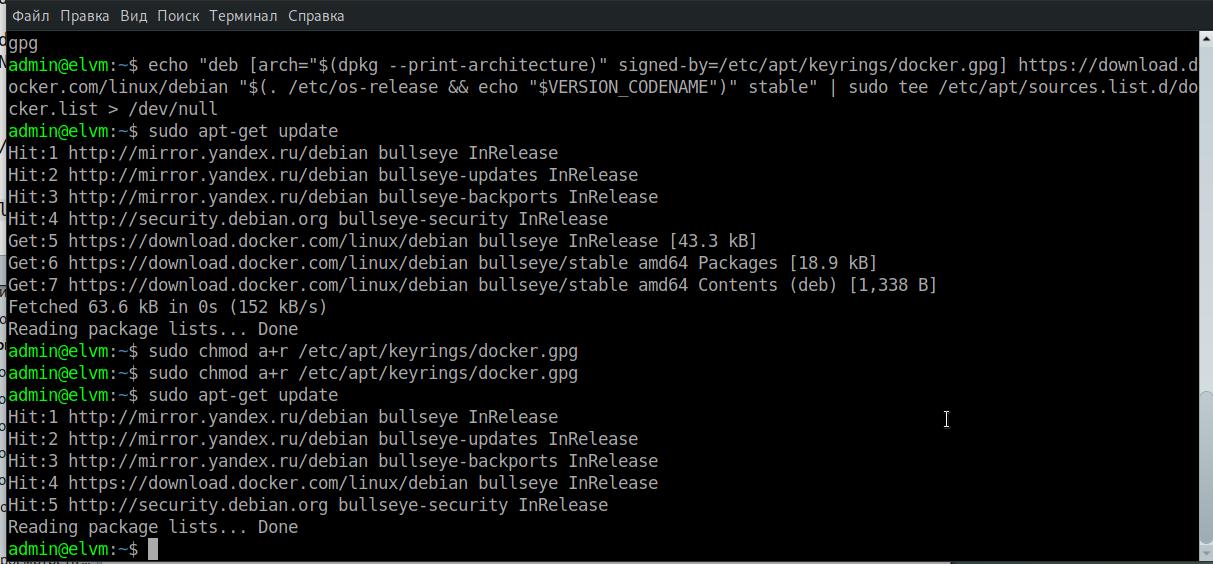 Файл Правка Вид Поиск Терминал Справка
gpg
admin@elvm:~$ echo "deb [arch="$(dpkg --print-architecture)" signed-by=/etc/apt/keyrings/docker.gpg] https://download.d
ocker.com/linux/debian "$(. /etc/os-release && echo "$VERSION_CODENAME")" stable" | sudo tee /etc/apt/sources.list.d/do
cker.list > /dev/null
admin@elvm:~$ sudo apt-get update
Hit:1 http://mirror.yandex.ru/debian bullseye InRelease
Hit:2 http://mirror.yandex.ru/debian bullseye-updates InRelease
Hit:3 http://mirror.yandex.ru/debian bullseye-backports InRelease
Hit:4 http://security.debian.org bullseye-security InRelease
Get:5 https://download.docker.com/linux/debian bullseye InRelease [43.3 kB]
Get:6 https://download.docker.com/linux/debian bullseye/stable amd64 Packages [18.9 kB]
Get:7 https://download.docker.com/linux/debian bullseye/stable amd64 Contents (deb) [1,338 B]
Fetched 63.6 kB in 0s (152 kB/s)
Reading package lists... Done
admin@elvm:~$ sudo chmod a+r /etc/apt/keyrings/docker.gpg
admin@elvm:~$ sudo chmod a+r /etc/apt/keyrings/docker.gpg
admin@elvm:~$ sudo apt-get update
Hit:1 http://mirror.yandex.ru/debian bullseye InRelease
Hit:2 http://mirror.yandex.ru/debian bullseye-updates InRelease
Hit:3 http://mirror.yandex.ru/debian bullseye-backports InRelease
Hit:4 https://download.docker.com/linux/debian bullseye InRelease
Hit:5 http://security.debian.org bullseye-security InRelease
Reading package lists... Done
admin@elvm:~$